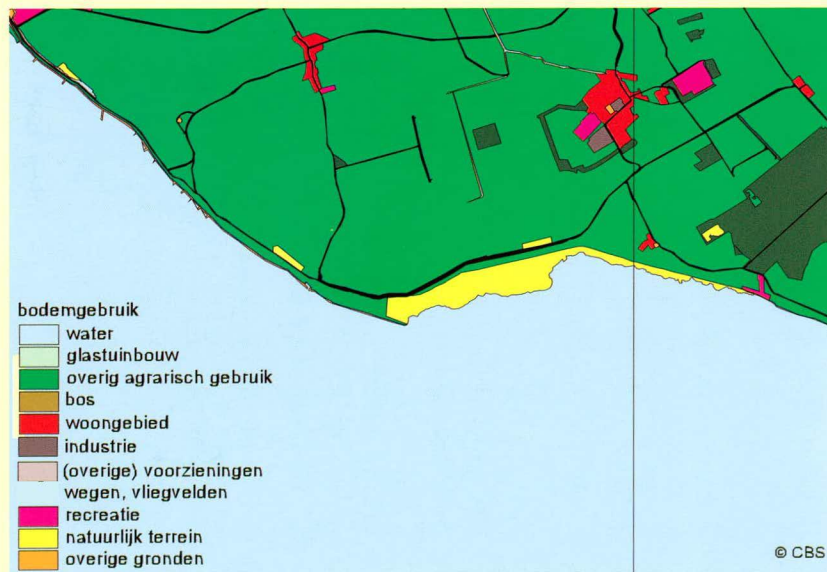 bodemgebruik
water
glastuinbouw
overig agrarisch gebruik
bos
woongebied
industrie
(overige) voorzieningen
wegen, vliegvelden
recreatie
natuurlijk terrein
overige gronden
© CBS